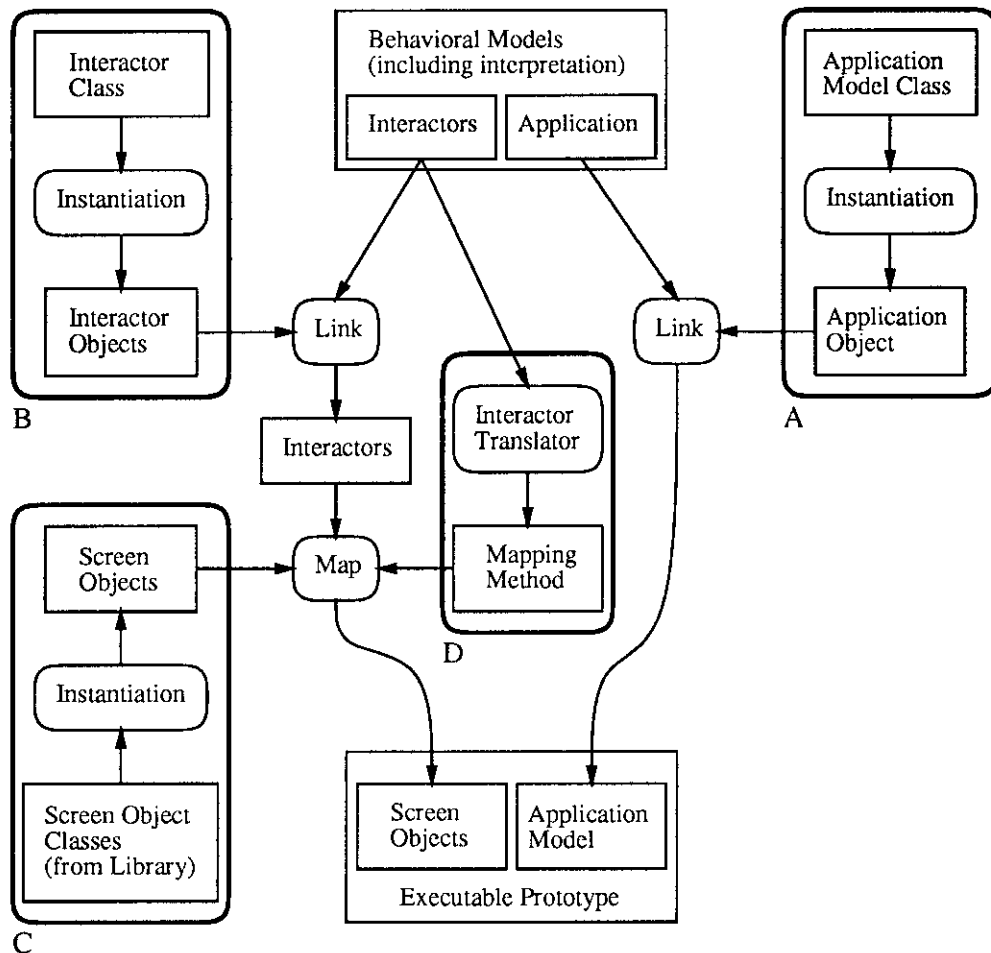 Interactor
Class
Instantiation
Interactor
Objects
B
Behavioral Models
(including interpretation)
Interactors
Application
Application
Model Class
Instantiation
Application
Object
A
Link
Link
Interactors
Interactor
Translator
Mapping
Method
D
Map
Screen
Objects
Instantiation
Screen Object
Classes
(from Library)
C
Screen
Objects
Application
Model
Executable Prototype